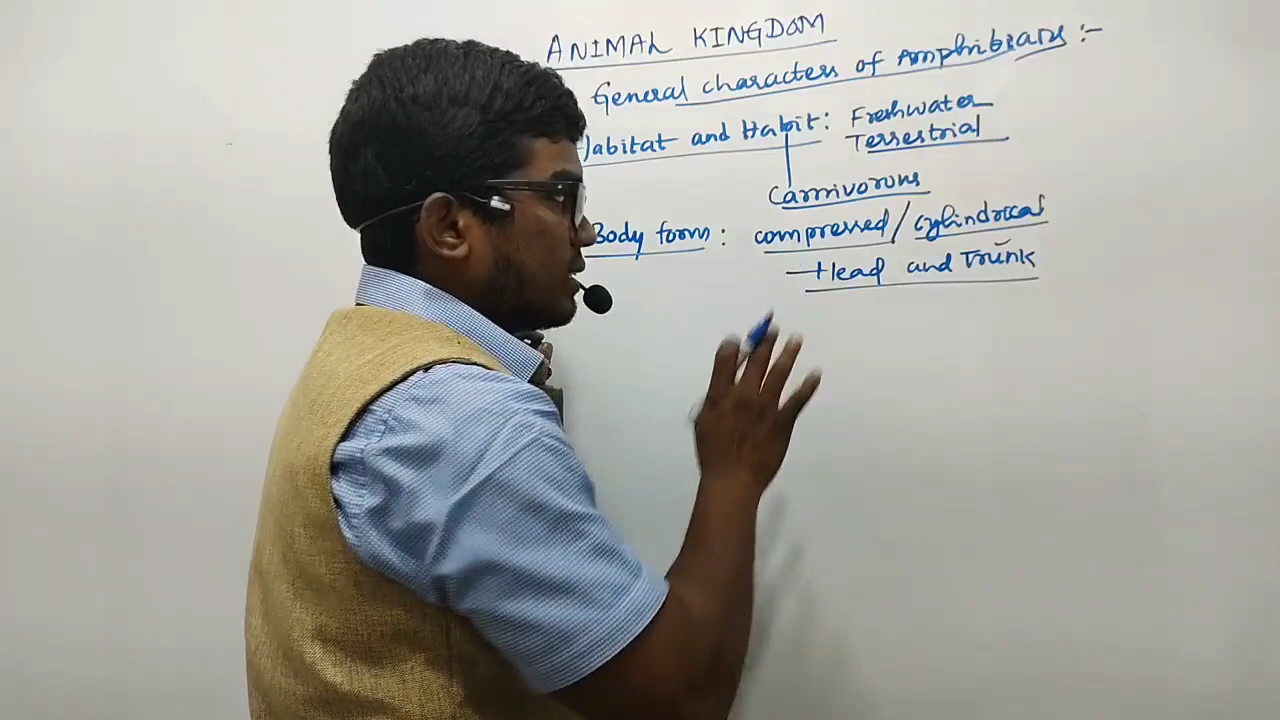 ANIMAL KINGDOM
General characters of Amphibians :-
Habitat and Habit : Freshwater
Terrestrial
Carnivorous
Body form : compressed / cylindrical
— Head and Trunk